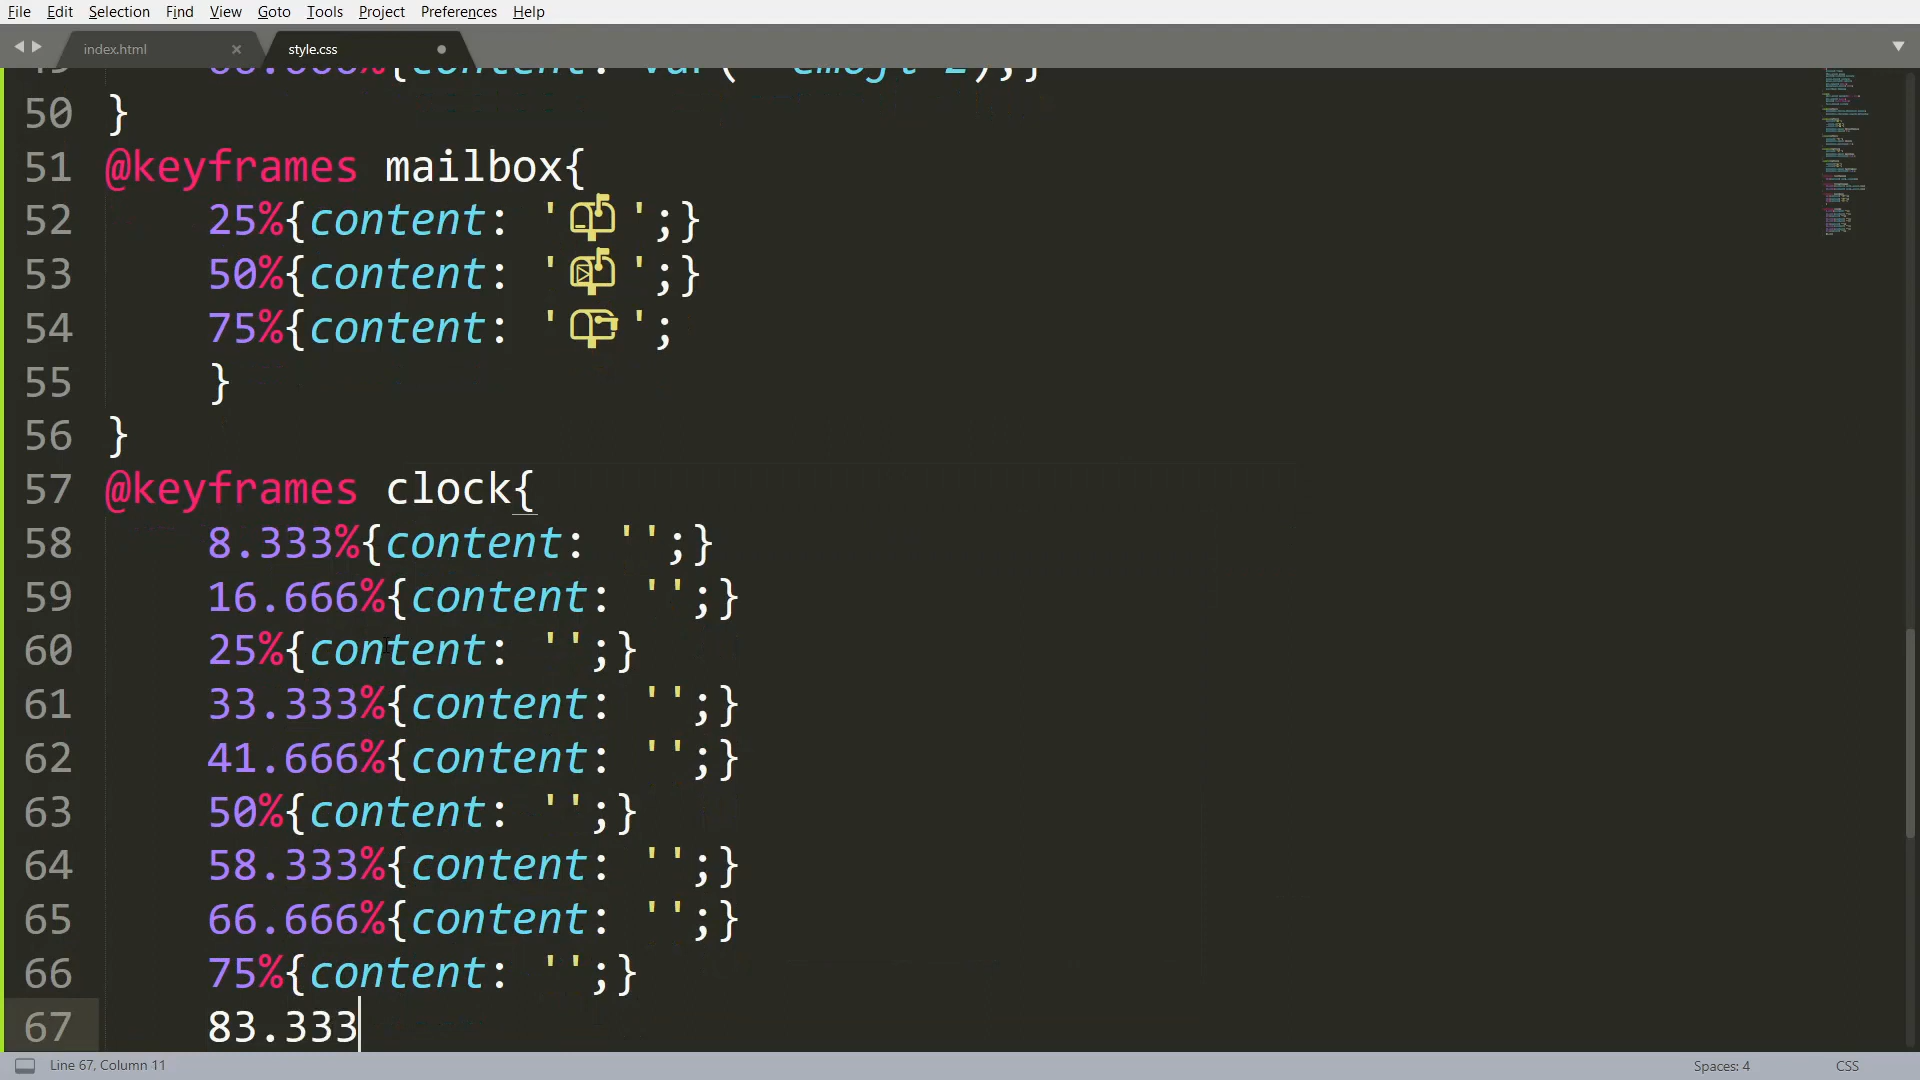 File Edit Selection Find View Goto Tools Project Preferences Help
index.html × style.css
50 }
51 @keyframes mailbox{
52 25%{content: '📫';}
53 50%{content: '📬';}
54 75%{content: '📪';
55 }
56 }
57 @keyframes clock{
58 8.333%{content: '';}
59 16.666%{content: '';}
60 25%{content: '';}
61 33.333%{content: '';}
62 41.666%{content: '';}
63 50%{content: '';}
64 58.333%{content: '';}
65 66.666%{content: '';}
66 75%{content: '';}
67 83.333
Line 67, Column 11 Spaces: 4 CSS